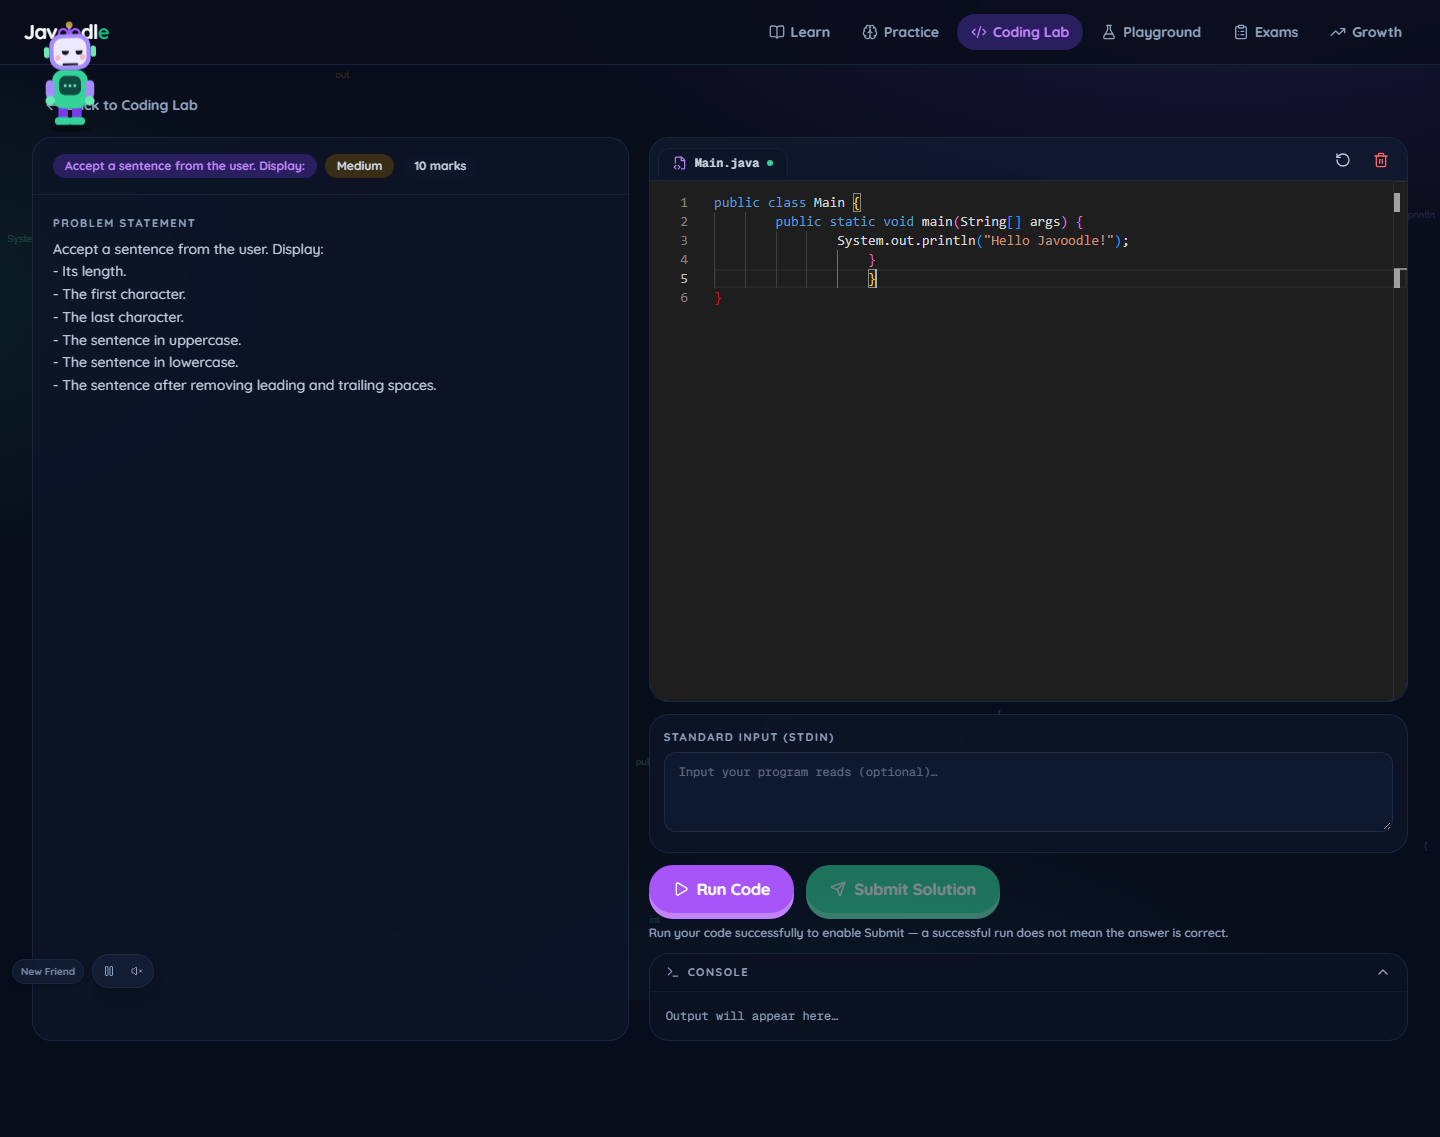 Learn
Practice
Coding Lab
Playground
Exams
Growth
out
to Coding Lab
Accept a sentence from the user. Display:
Medium
10 marks
PROBLEM STATEMENT
Accept a sentence from the user. Display:
- Its length.
- The first character.
- The last character.
- The sentence in uppercase.
- The sentence in lowercase.
- The sentence after removing leading and trailing spaces.
Main.java
1 public class Main {
2 public static void main(String[] args) {
3 System.out.println("Hello Javoodle!");
4 }
5 }
6 }
println
STANDARD INPUT (STDIN)
Input your program reads (optional)…
{
Run Code
Submit Solution
int
Run your code successfully to enable Submit — a successful run does not mean the answer is correct.
New Friend
CONSOLE
Output will appear here…